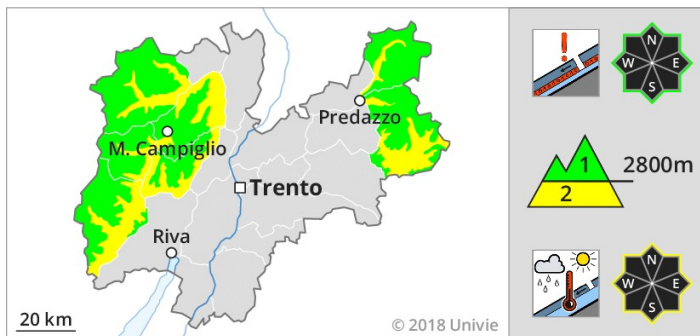 M. Campiglio
Predazzo
Trento
Riva
20 km
© 2018 Univie
!
N
W E
S
1 2800m
2
N
W E
S